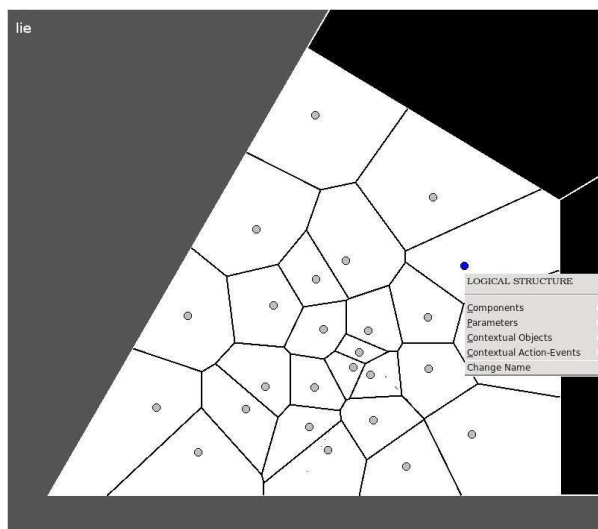 lie
LOGICAL STRUCTURE
Components
Parameters
Contextual Objects
Contextual Action-Events
Change Name